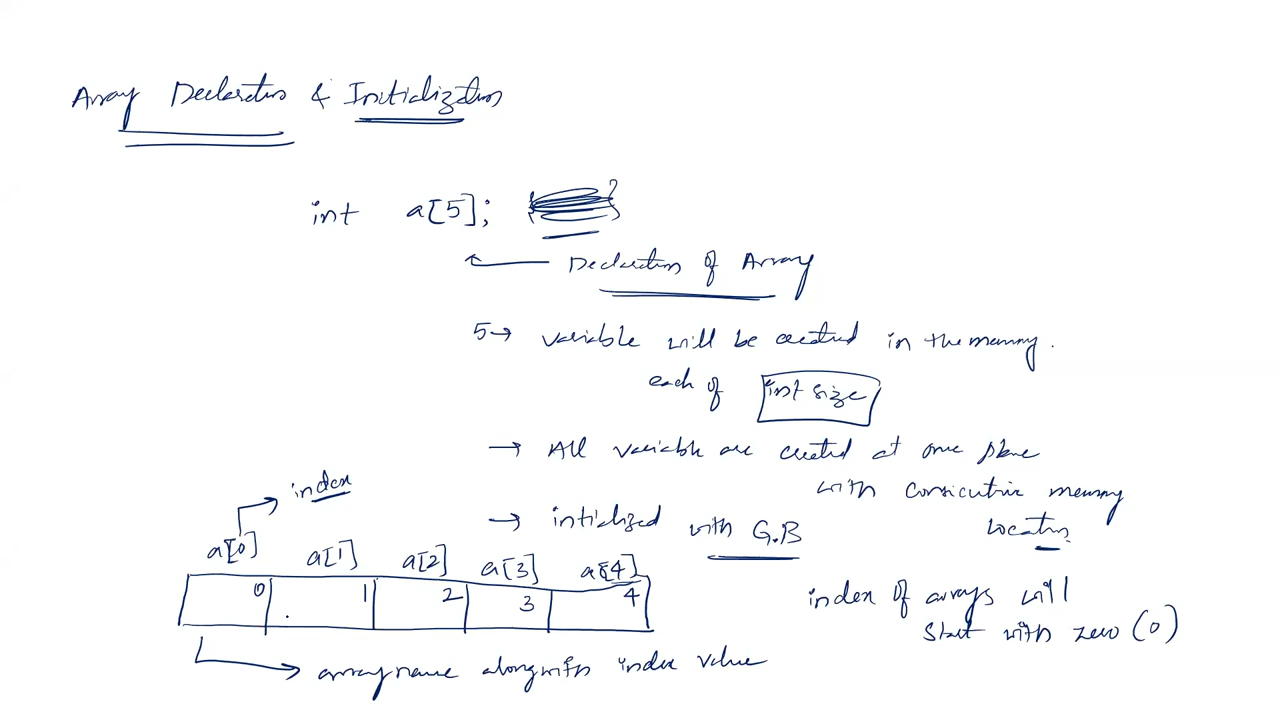 Array Declaration & Initialization
int a[5];
Declaration of Array
5→ variable will be created in the memory.
each of int size
→ All variable are created at one place
with consicutive memory
location
→ intialized with G.B
index
a[0] a[1] a[2] a[3] a[4]
0 1 2 3 4
index of arrays will
start with zero (0)
array name along with index value